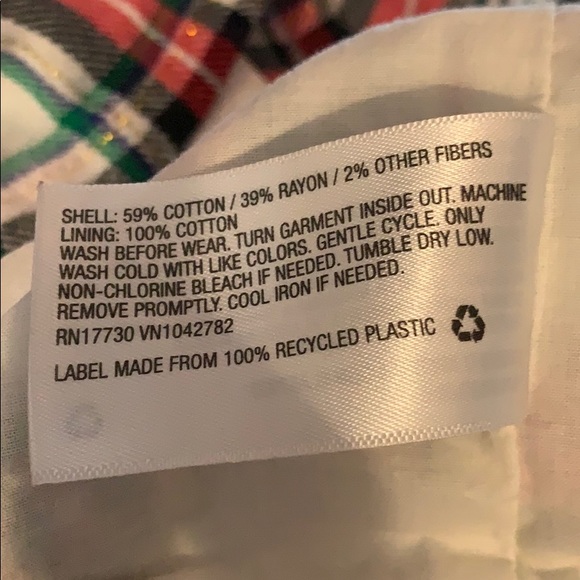 SHELL: 59% COTTON / 39% RAYON / 2% OTHER FIBERS
LINING: 100% COTTON
WASH BEFORE WEAR. TURN GARMENT INSIDE OUT. MACHINE
WASH COLD WITH LIKE COLORS. GENTLE CYCLE. ONLY
NON-CHLORINE BLEACH IF NEEDED. TUMBLE DRY LOW.
REMOVE PROMPTLY. COOL IRON IF NEEDED.
RN17730 VN1042782
LABEL MADE FROM 100% RECYCLED PLASTIC